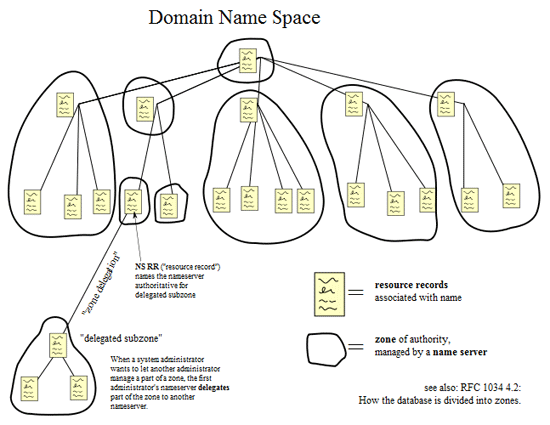 Domain Name Space
NS RR ("resource record")
names the nameserver
authoritative for
delegated subzone
"zone delegation"
resource records
associated with name
zone of authority,
managed by a name server
"delegated subzone"
When a system administrator
wants to let another administrator
manage a part of a zone, the first
administrator's nameserver delegates
part of the zone to another
nameserver.
see also: RFC 1034 4.2:
How the database is divided into zones.